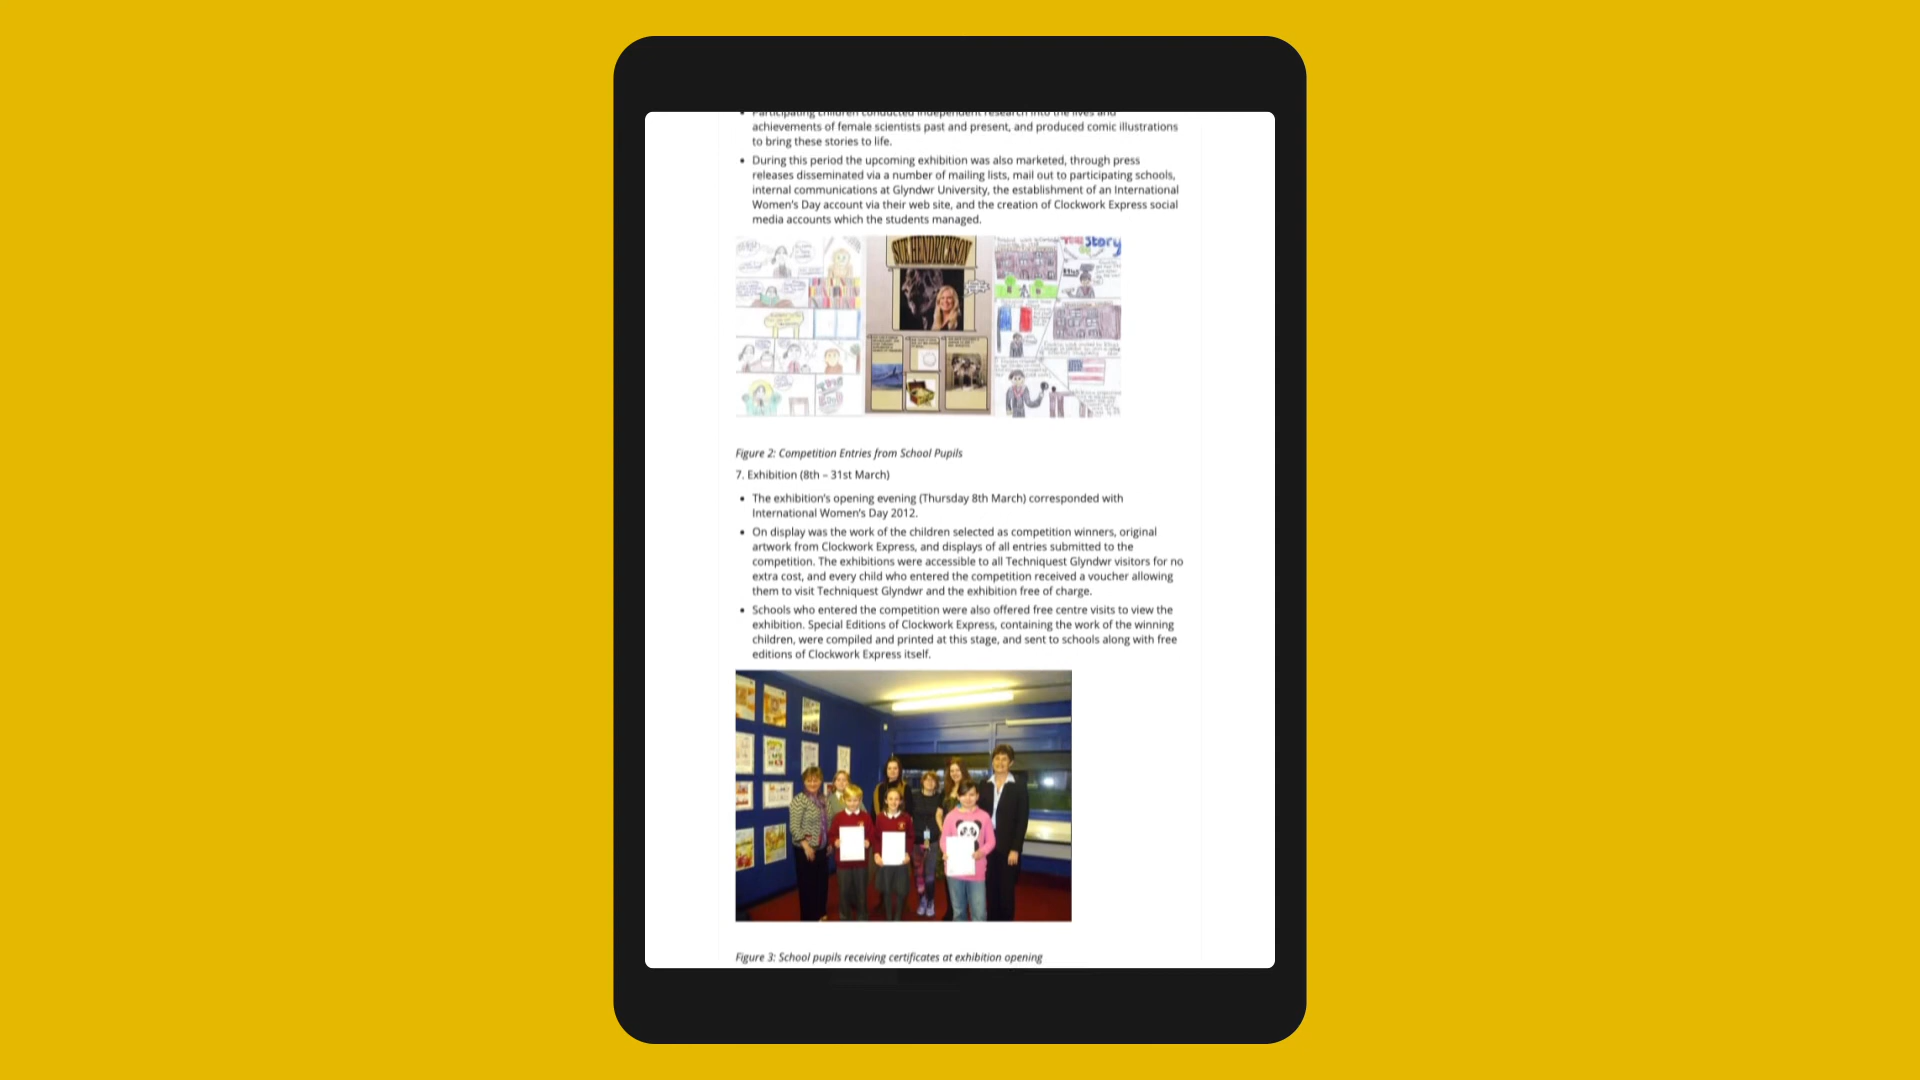 Participating children conducted independent research into the lives and
achievements of female scientists past and present, and produced comic illustrations
to bring these stories to life.
• During this period the upcoming exhibition was also marketed, through press
releases disseminated via a number of mailing lists, mail out to participating schools,
internal communications at Glyndwr University, the establishment of an International
Women's Day account via their web site, and the creation of Clockwork Express social
media accounts which the students managed.
SUE HENDRICKSON
Story
Figure 2: Competition Entries from School Pupils
7. Exhibition (8th – 31st March)
• The exhibition's opening evening (Thursday 8th March) corresponded with
International Women's Day 2012.
• On display was the work of the children selected as competition winners, original
artwork from Clockwork Express, and displays of all entries submitted to the
competition. The exhibitions were accessible to all Techniquest Glyndwr visitors for no
extra cost, and every child who entered the competition received a voucher allowing
them to visit Techniquest Glyndwr and the exhibition free of charge.
• Schools who entered the competition were also offered free centre visits to view the
exhibition. Special Editions of Clockwork Express, containing the work of the winning
children, were compiled and printed at this stage, and sent to schools along with free
editions of Clockwork Express itself.
Figure 3: School pupils receiving certificates at exhibition opening